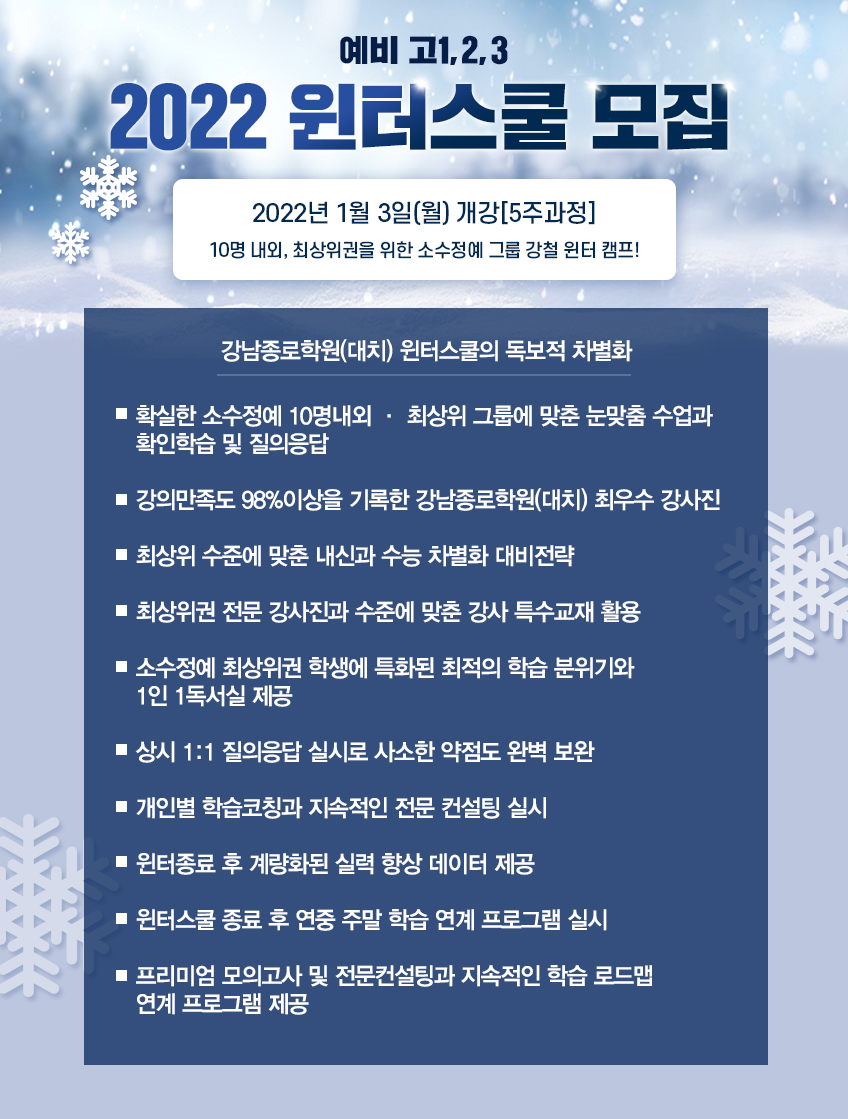 예비 고1, 2, 3
2022 윈터스쿨 모집
2022년 1월 3일(월) 개강[5주과정]
10명 내외, 최상위권을 위한 소수정예 그룹 강철 윈터 캠프!
강남종로학원(대치) 윈터스쿨의 독보적 차별화
■ 확실한 소수정예 10명내외 · 최상위 그룹에 맞춘 눈맞춤 수업과
확인학습 및 질의응답
■ 강의만족도 98%이상을 기록한 강남종로학원(대치) 최우수 강사진
■ 최상위 수준에 맞춘 내신과 수능 차별화 대비전략
■ 최상위권 전문 강사진과 수준에 맞춘 강사 특수교재 활용
■ 소수정예 최상위권 학생에 특화된 최적의 학습 분위기와
1인 1독서실 제공
■ 상시 1:1 질의응답 실시로 사소한 약점도 완벽 보완
■ 개인별 학습코칭과 지속적인 전문 컨설팅 실시
■ 윈터종료 후 계량화된 실력 향상 데이터 제공
■ 윈터스쿨 종료 후 연중 주말 학습 연계 프로그램 실시
■ 프리미엄 모의고사 및 전문컨설팅과 지속적인 학습 로드맵
연계 프로그램 제공